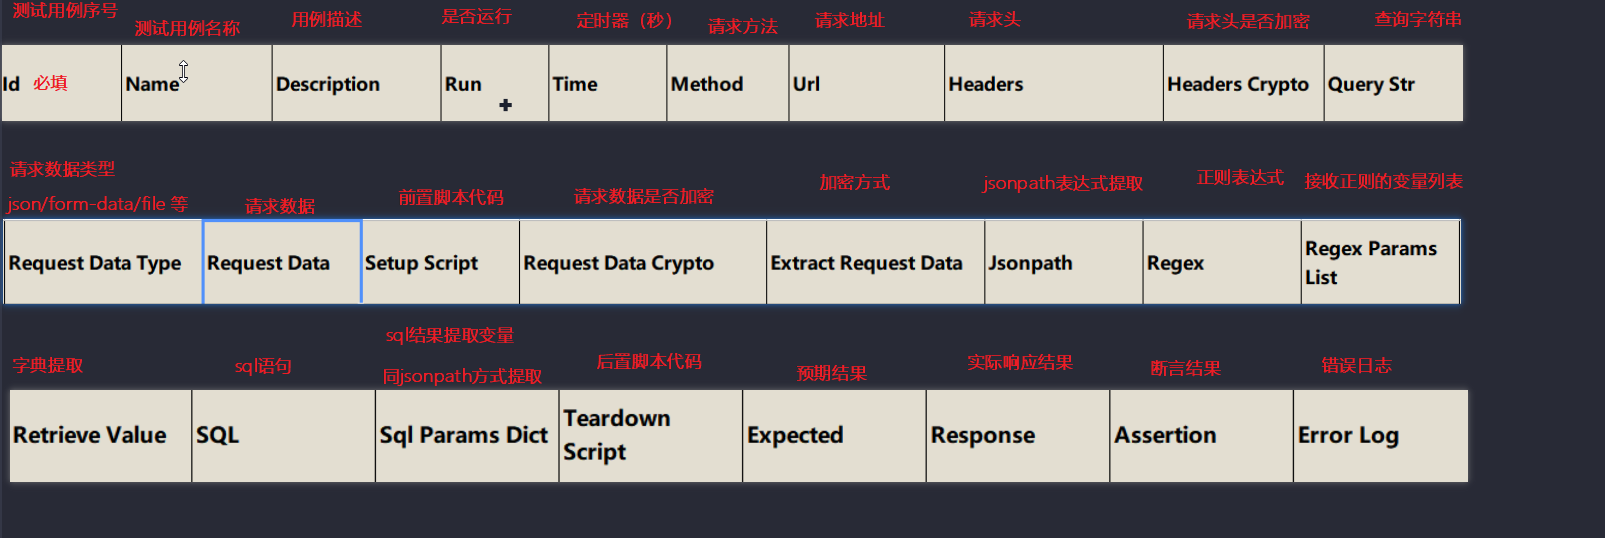 测试用例序号
测试用例名称
用例描述
是否运行
定时器（秒）
请求方法
请求地址
请求头
请求头是否加密
查询字符串
Id 必填
Name
Description
Run
Time
Method
Url
Headers
Headers Crypto
Query Str
请求数据类型
json/form-data/file 等
请求数据
前置脚本代码
请求数据是否加密
加密方式
jsonpath表达式提取
正则表达式
接收正则的变量列表
Request Data Type
Request Data
Setup Script
Request Data Crypto
Extract Request Data
Jsonpath
Regex
Regex Params
List
字典提取
sql语句
sql结果提取变量
同jsonpath方式提取
后置脚本代码
预期结果
实际响应结果
断言结果
错误日志
Retrieve Value
SQL
Sql Params Dict
Teardown
Script
Expected
Response
Assertion
Error Log